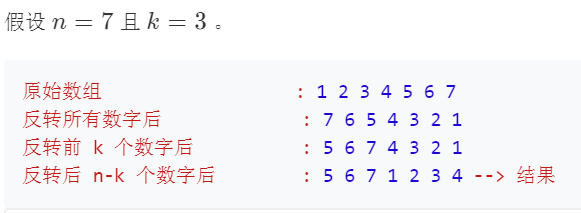 假设 n = 7 且 k = 3 。
原始数组 : 1 2 3 4 5 6 7
反转所有数字后 : 7 6 5 4 3 2 1
反转前 k 个数字后 : 5 6 7 4 3 2 1
反转后 n-k 个数字后 : 5 6 7 1 2 3 4 --> 结果